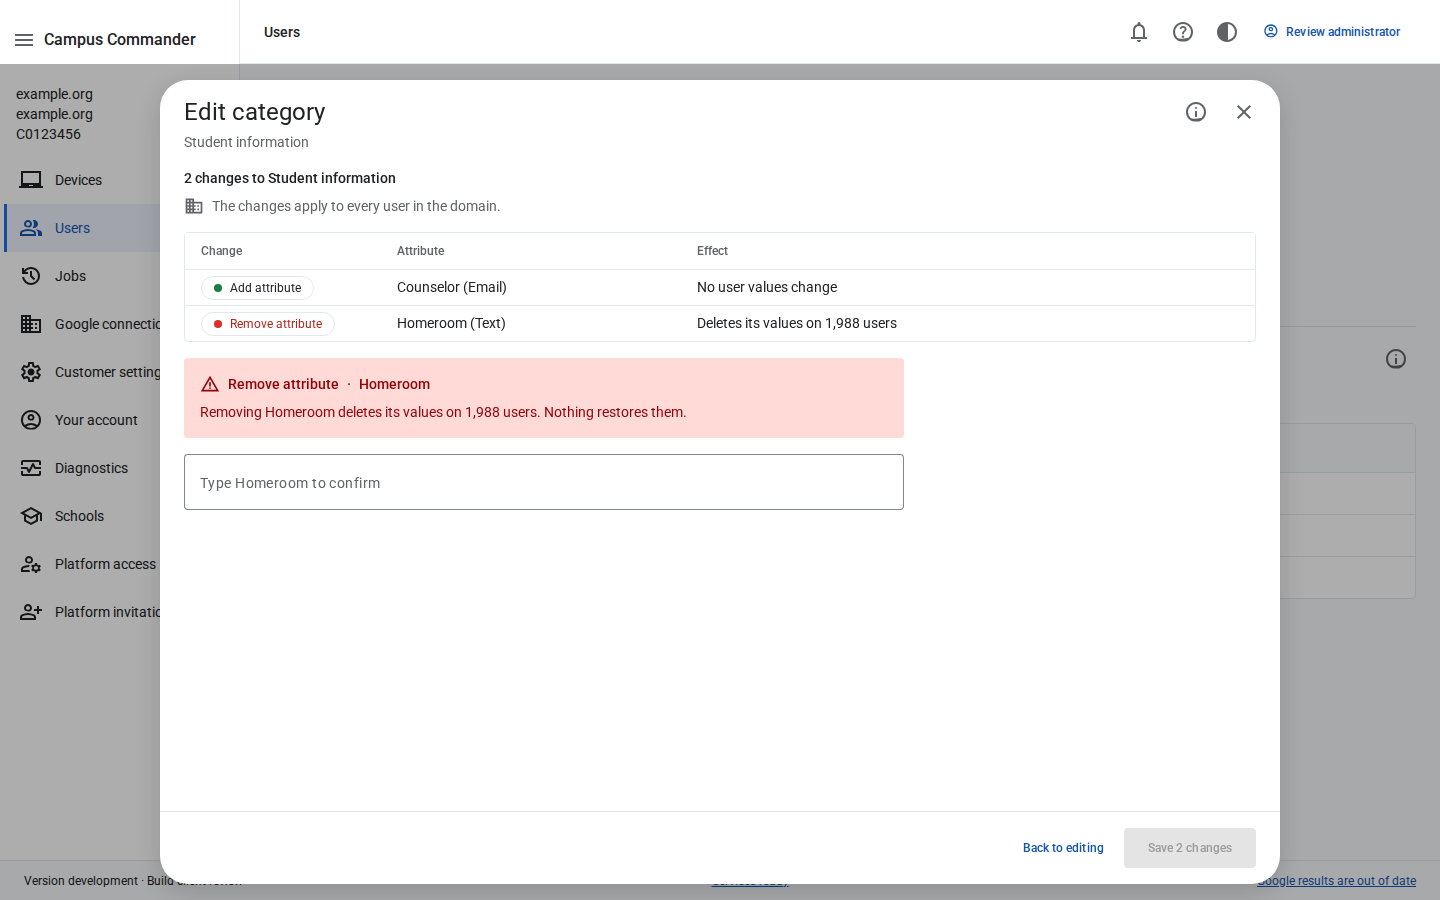 Campus Commander
Users
Review administrator
example.org
example.org
C0123456
Devices
Users
Jobs
Google
Customer
Your account
Diagnostics
Schools
Platform access
Platform
Edit category
Student information
2 changes to Student information
The changes apply to every user in the domain.
Change Attribute Effect
Add attribute Counselor (Email) No user values change
Remove attribute Homeroom (Text) Deletes its values on 1,988 users
Remove attribute · Homeroom
Removing Homeroom deletes its values on 1,988 users. Nothing restores them.
Type Homeroom to confirm
Back to editing
Save 2 changes
Version development · Build
Google results are out of date